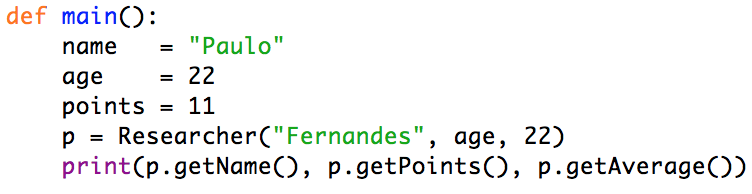 def main():
    name   = "Paulo"
    age    = 22
    points = 11
    p = Researcher("Fernandes", age, 22)
    print(p.getName(), p.getPoints(), p.getAverage())